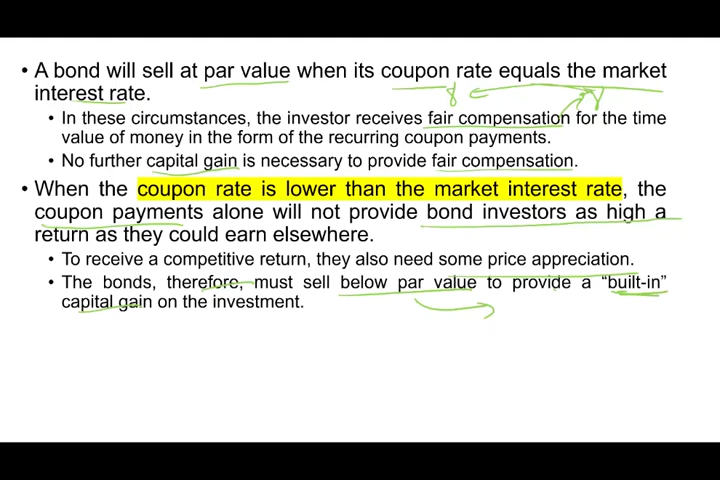 • A bond will sell at par value when its coupon rate equals the market
interest rate.
8
• In these circumstances, the investor receives fair compensation for the time
value of money in the form of the recurring coupon payments.
• No further capital gain is necessary to provide fair compensation.
• When the coupon rate is lower than the market interest rate, the
coupon payments alone will not provide bond investors as high a
return as they could earn elsewhere.
• To receive a competitive return, they also need some price appreciation.
• The bonds, therefore, must sell below par value to provide a “built-in”
capital gain on the investment.